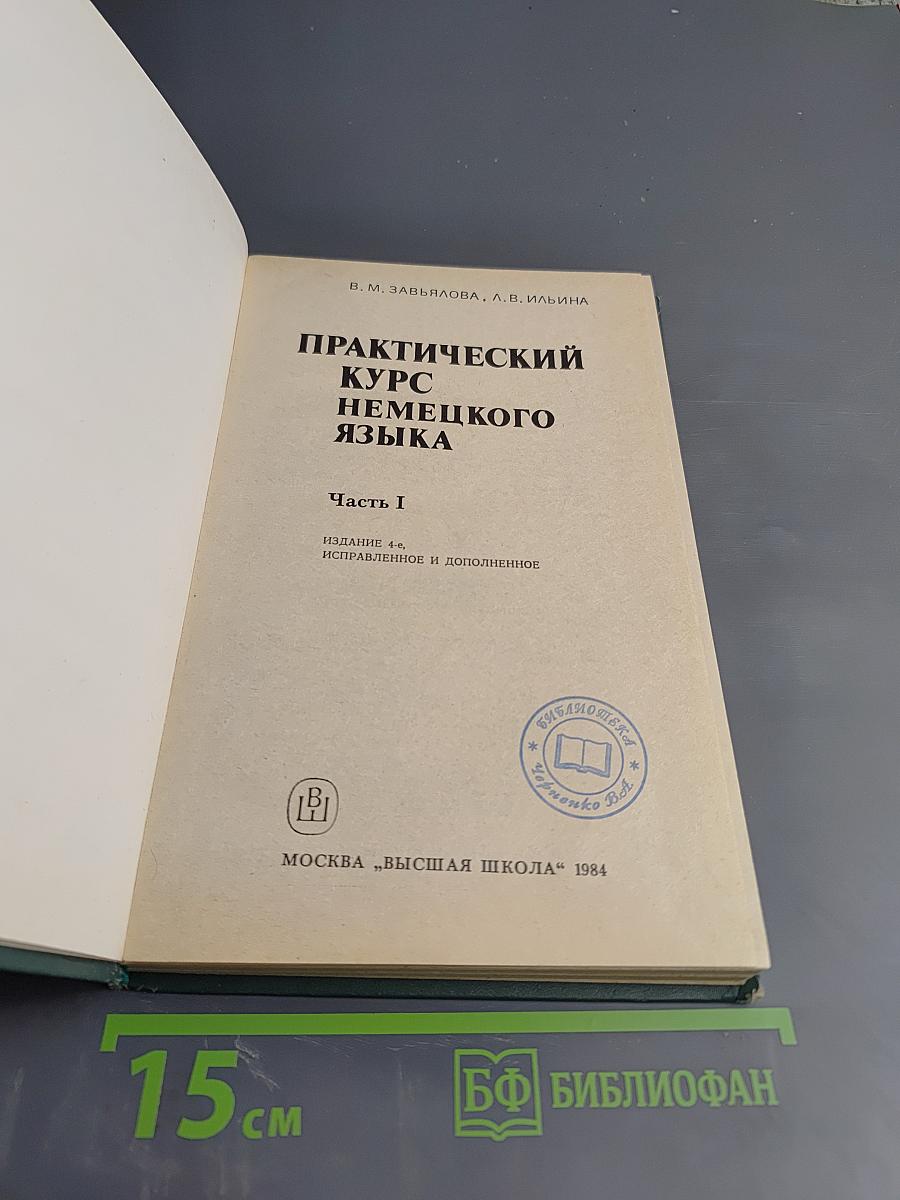 В. М. ЗАВЬЯЛОВА, Л. В. ИЛЬИНА
ПРАКТИЧЕСКИЙ
КУРС
НЕМЕЦКОГО
ЯЗЫКА
Часть I
ИЗДАНИЕ 4-е,
ИСПРАВЛЕННОЕ И ДОПОЛНЕННОЕ
БИБЛИОТЕКА
Черненко В.А
ВШ
МОСКВА „ВЫСШАЯ ШКОЛА“ 1984
15 см
БФ БИБЛИОФАН